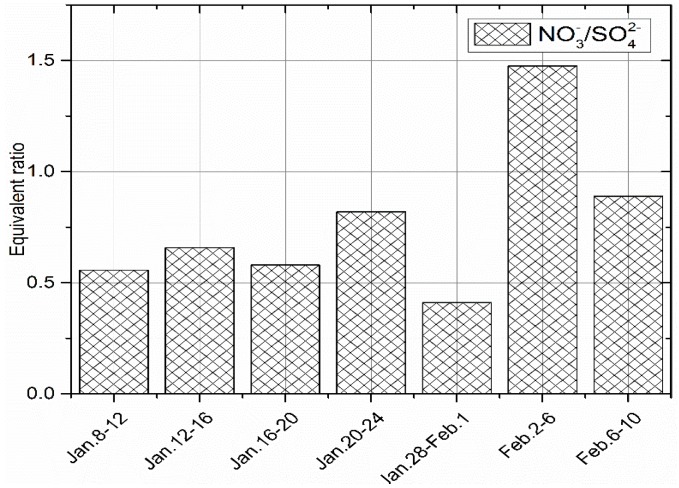 NO₃⁻/SO₄²⁻
Equivalent ratio
1.5
1.0
0.5
0.0
Jan.8-12
Jan.12-16
Jan.16-20
Jan.20-24
Jan.28-Feb.1
Feb.2-6
Feb.6-10